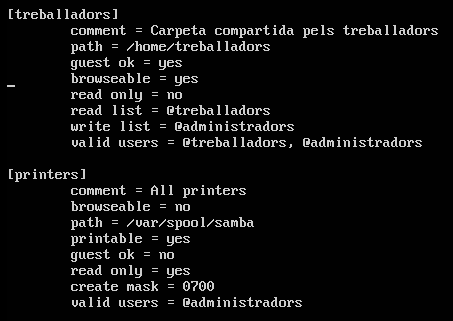 [treballadors]
comment = Carpeta compartida pels treballadors
path = /home/treballadors
guest ok = yes
browseable = yes
read only = no
read list = @treballadors
write list = @administradors
valid users = @treballadors, @administradors
[printers]
comment = All printers
browseable = no
path = /var/spool/samba
printable = yes
guest ok = no
read only = yes
create mask = 0700
valid users = @administradors